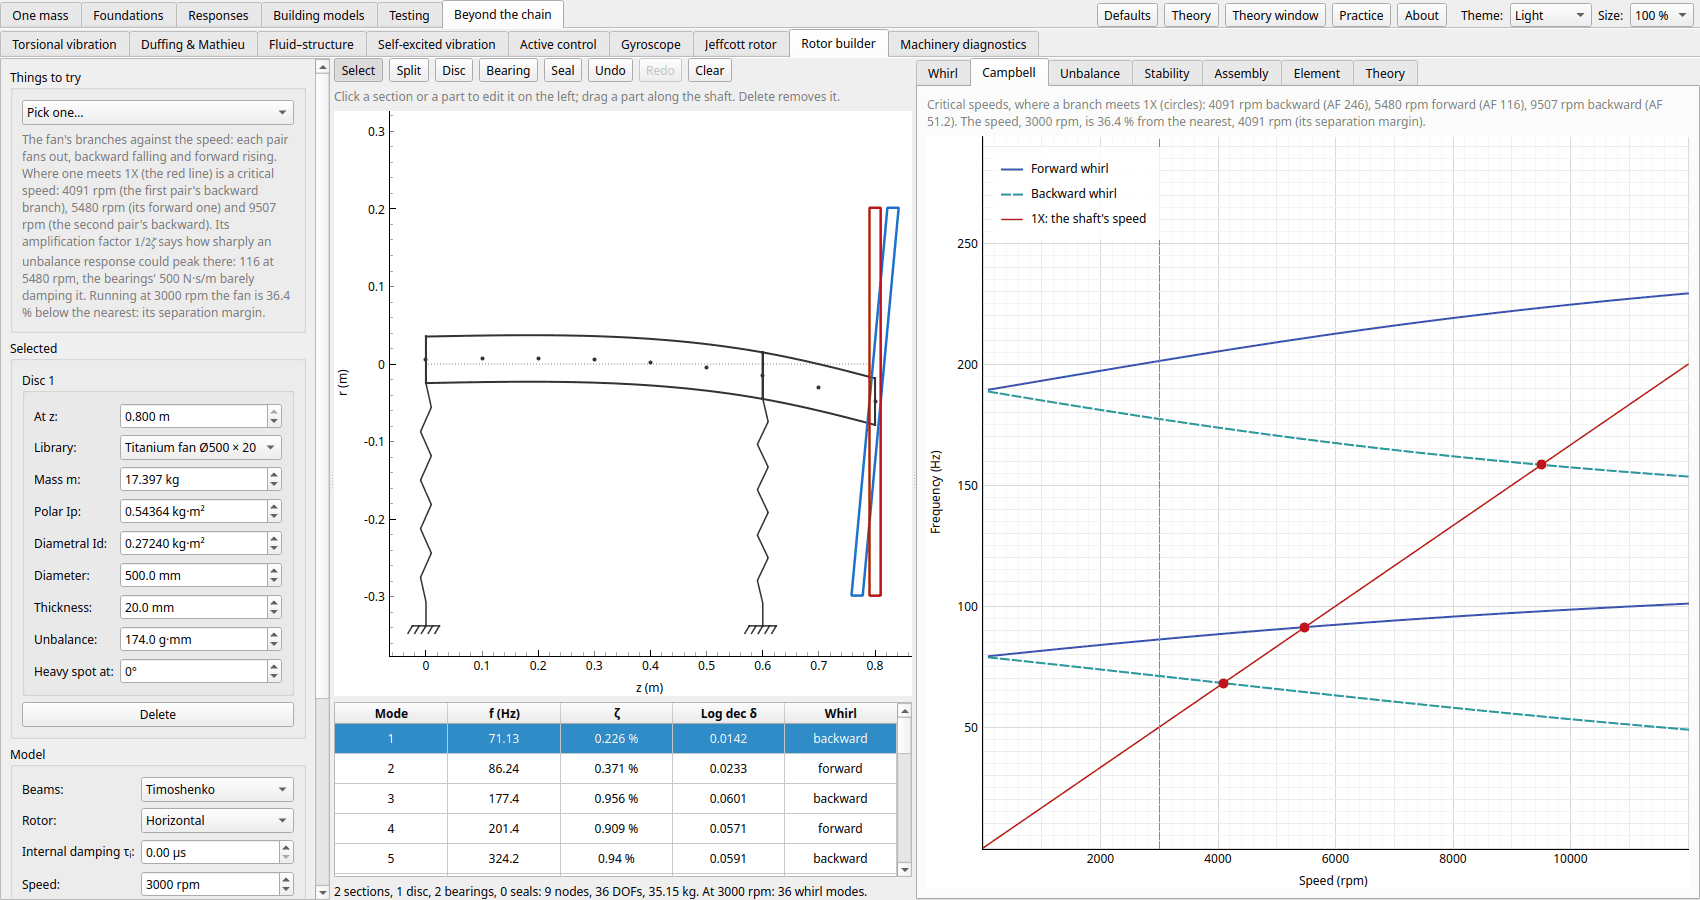 One mass
Foundations
Responses
Building models
Testing
Beyond the chain
Defaults
Theory
Theory window
Practice
About
Theme:
Light
Size:
100 %
Torsional vibration
Duffing & Mathieu
Fluid–structure
Self-excited vibration
Active control
Gyroscope
Jeffcott rotor
Rotor builder
Machinery diagnostics
Things to try
Pick one...
The fan's branches against the speed: each pair
fans out, backward falling and forward rising.
Where one meets 1X (the red line) is a critical
speed: 4091 rpm (the first pair's backward
branch), 5480 rpm (its forward one) and 9507
rpm (the second pair's backward). Its
amplification factor 1/2ζ says how sharply an
unbalance response could peak there: 116 at
5480 rpm, the bearings' 500 N·s/m barely
damping it. Running at 3000 rpm the fan is 36.4
% below the nearest: its separation margin.
Selected
Disc 1
At z:
0.800 m
Library:
Titanium fan Ø500 × 20
Mass m:
17.397 kg
Polar Ip:
0.54364 kg·m²
Diametral Id:
0.27240 kg·m²
Diameter:
500.0 mm
Thickness:
20.0 mm
Unbalance:
174.0 g·mm
Heavy spot at:
0°
Delete
Model
Beams:
Timoshenko
Rotor:
Horizontal
Internal damping τᵢ:
0.00 µs
Speed:
3000 rpm
Select
Split
Disc
Bearing
Seal
Undo
Redo
Clear
Click a section or a part to edit it on the left; drag a part along the shaft. Delete removes it.
0.3
0.2
0.1
0
-0.1
-0.2
-0.3
r (m)
0
0.1
0.2
0.3
0.4
0.5
0.6
0.7
0.8
z (m)
Mode
f (Hz)
ζ
Log dec δ
Whirl
1
71.13
0.226 %
0.0142
backward
2
86.24
0.371 %
0.0233
forward
3
177.4
0.956 %
0.0601
backward
4
201.4
0.909 %
0.0571
forward
5
324.2
0.94 %
0.0591
backward
2 sections, 1 disc, 2 bearings, 0 seals: 9 nodes, 36 DOFs, 35.15 kg. At 3000 rpm: 36 whirl modes.
Whirl
Campbell
Unbalance
Stability
Assembly
Element
Theory
Critical speeds, where a branch meets 1X (circles): 4091 rpm backward (AF 246), 5480 rpm forward (AF 116), 9507 rpm backward (AF
51.2). The speed, 3000 rpm, is 36.4 % from the nearest, 4091 rpm (its separation margin).
Forward whirl
Backward whirl
1X: the shaft's speed
250
200
150
100
50
Frequency (Hz)
2000
4000
6000
8000
10000
Speed (rpm)